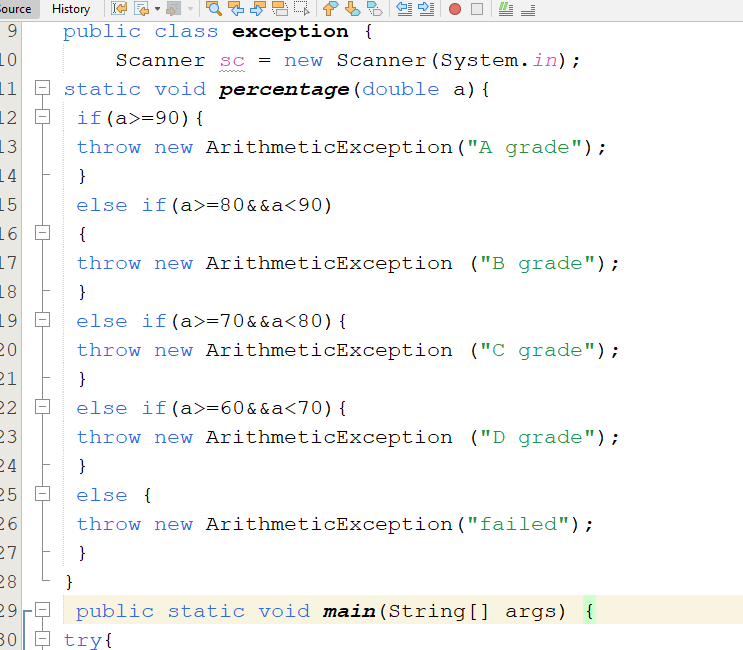 Source History
9 public class exception {
10 Scanner sc = new Scanner(System.in);
11 static void percentage(double a){
12 if(a>=90){
13 throw new ArithmeticException("A grade");
14 }
15 else if(a>=80&&a<90)
16 {
17 throw new ArithmeticException ("B grade");
18 }
19 else if(a>=70&&a<80){
20 throw new ArithmeticException ("C grade");
21 }
22 else if(a>=60&&a<70){
23 throw new ArithmeticException ("D grade");
24 }
25 else {
26 throw new ArithmeticException("failed");
27 }
28 }
29 public static void main(String[] args) {
30 try{